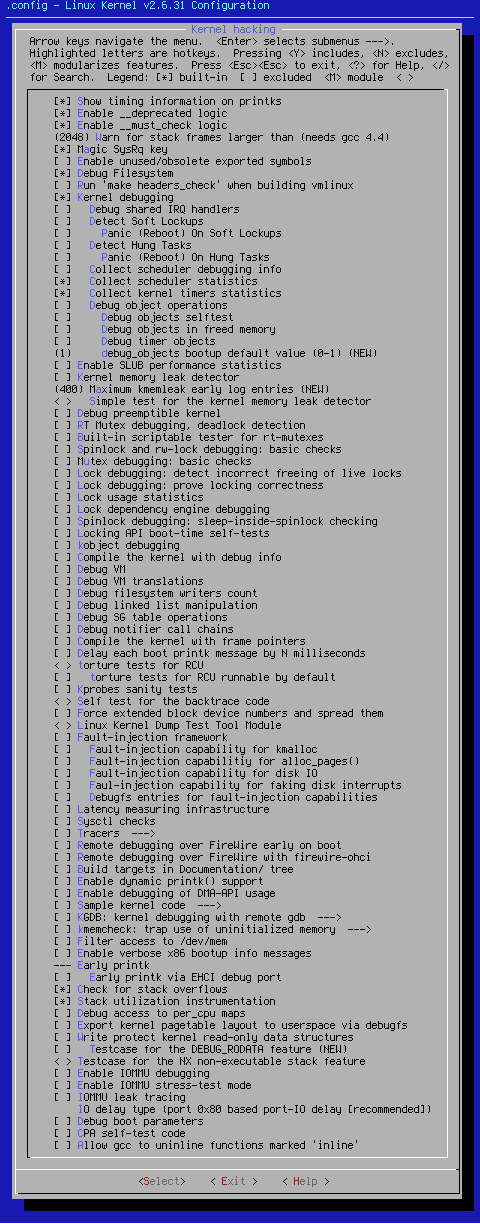 .config - Linux Kernel v2.6.31 Configuration
Kernel hacking
Arrow keys navigate the menu.  <Enter> selects submenus --->.
Highlighted letters are hotkeys.  Pressing <Y> includes, <N> excludes,
<M> modularizes features.  Press <Esc><Esc> to exit, <?> for Help, </>
for Search.  Legend: [*] built-in  [ ] excluded  <M> module  < >
[*] Show timing information on printks
[*] Enable __deprecated logic
[*] Enable __must_check logic
(2048) Warn for stack frames larger than (needs gcc 4.4)
[*] Magic SysRq key
[ ] Enable unused/obsolete exported symbols
[*] Debug Filesystem
[ ] Run 'make headers_check' when building vmlinux
[*] Kernel debugging
[ ]   Debug shared IRQ handlers
[ ]   Detect Soft Lockups
[ ]     Panic (Reboot) On Soft Lockups
[ ]   Detect Hung Tasks
[ ]     Panic (Reboot) On Hung Tasks
[ ]   Collect scheduler debugging info
[*]   Collect scheduler statistics
[*]   Collect kernel timers statistics
[ ]   Debug object operations
[ ]     Debug objects selftest
[ ]     Debug objects in freed memory
[ ]     Debug timer objects
(1)     debug_objects bootup default value (0-1) (NEW)
[ ] Enable SLUB performance statistics
[ ] Kernel memory leak detector
(400) Maximum kmemleak early log entries (NEW)
< >   Simple test for the kernel memory leak detector
[ ] Debug preemptible kernel
[ ] RT Mutex debugging, deadlock detection
[ ] Built-in scriptable tester for rt-mutexes
[ ] Spinlock and rw-lock debugging: basic checks
[ ] Mutex debugging: basic checks
[ ] Lock debugging: detect incorrect freeing of live locks
[ ] Lock debugging: prove locking correctness
[ ] Lock usage statistics
[ ] Lock dependency engine debugging
[ ] Spinlock debugging: sleep-inside-spinlock checking
[ ] Locking API boot-time self-tests
[ ] kobject debugging
[ ] Compile the kernel with debug info
[ ] Debug VM
[ ] Debug VM translations
[ ] Debug filesystem writers count
[ ] Debug linked list manipulation
[ ] Debug SG table operations
[ ] Debug notifier call chains
[ ] Compile the kernel with frame pointers
[ ] Delay each boot printk message by N milliseconds
< > torture tests for RCU
[ ]   torture tests for RCU runnable by default
[ ] Kprobes sanity tests
< > Self test for the backtrace code
[ ] Force extended block device numbers and spread them
< > Linux Kernel Dump Test Tool Module
[ ] Fault-injection framework
[ ]   Fault-injection capability for kmalloc
[ ]   Fault-injection capabilitiy for alloc_pages()
[ ]   Fault-injection capability for disk IO
[ ]   Faul-injection capability for faking disk interrupts
[ ]   Debugfs entries for fault-injection capabilities
[ ] Latency measuring infrastructure
[ ] Sysctl checks
[ ] Tracers  --->
[ ] Remote debugging over FireWire early on boot
[ ] Remote debugging over FireWire with firewire-ohci
[ ] Build targets in Documentation/ tree
[ ] Enable dynamic printk() support
[ ] Enable debugging of DMA-API usage
[ ] Sample kernel code  --->
[ ] KGDB: kernel debugging with remote gdb  --->
[ ] kmemcheck: trap use of uninitialized memory  --->
[ ] Filter access to /dev/mem
[ ] Enable verbose x86 bootup info messages
--- Early printk
[ ]   Early printk via EHCI debug port
[*] Check for stack overflows
[*] Stack utilization instrumentation
[ ] Debug access to per_cpu maps
[ ] Export kernel pagetable layout to userspace via debugfs
[ ] Write protect kernel read-only data structures
[ ]   Testcase for the DEBUG_RODATA feature (NEW)
< > Testcase for the NX non-executable stack feature
[ ] Enable IOMMU debugging
[ ] Enable IOMMU stress-test mode
[ ] IOMMU leak tracing
IO delay type (port 0x80 based port-IO delay [recommended])
[ ] Debug boot parameters
[ ] CPA self-test code
[ ] Allow gcc to uninline functions marked 'inline'
<Select>    < Exit >    < Help >